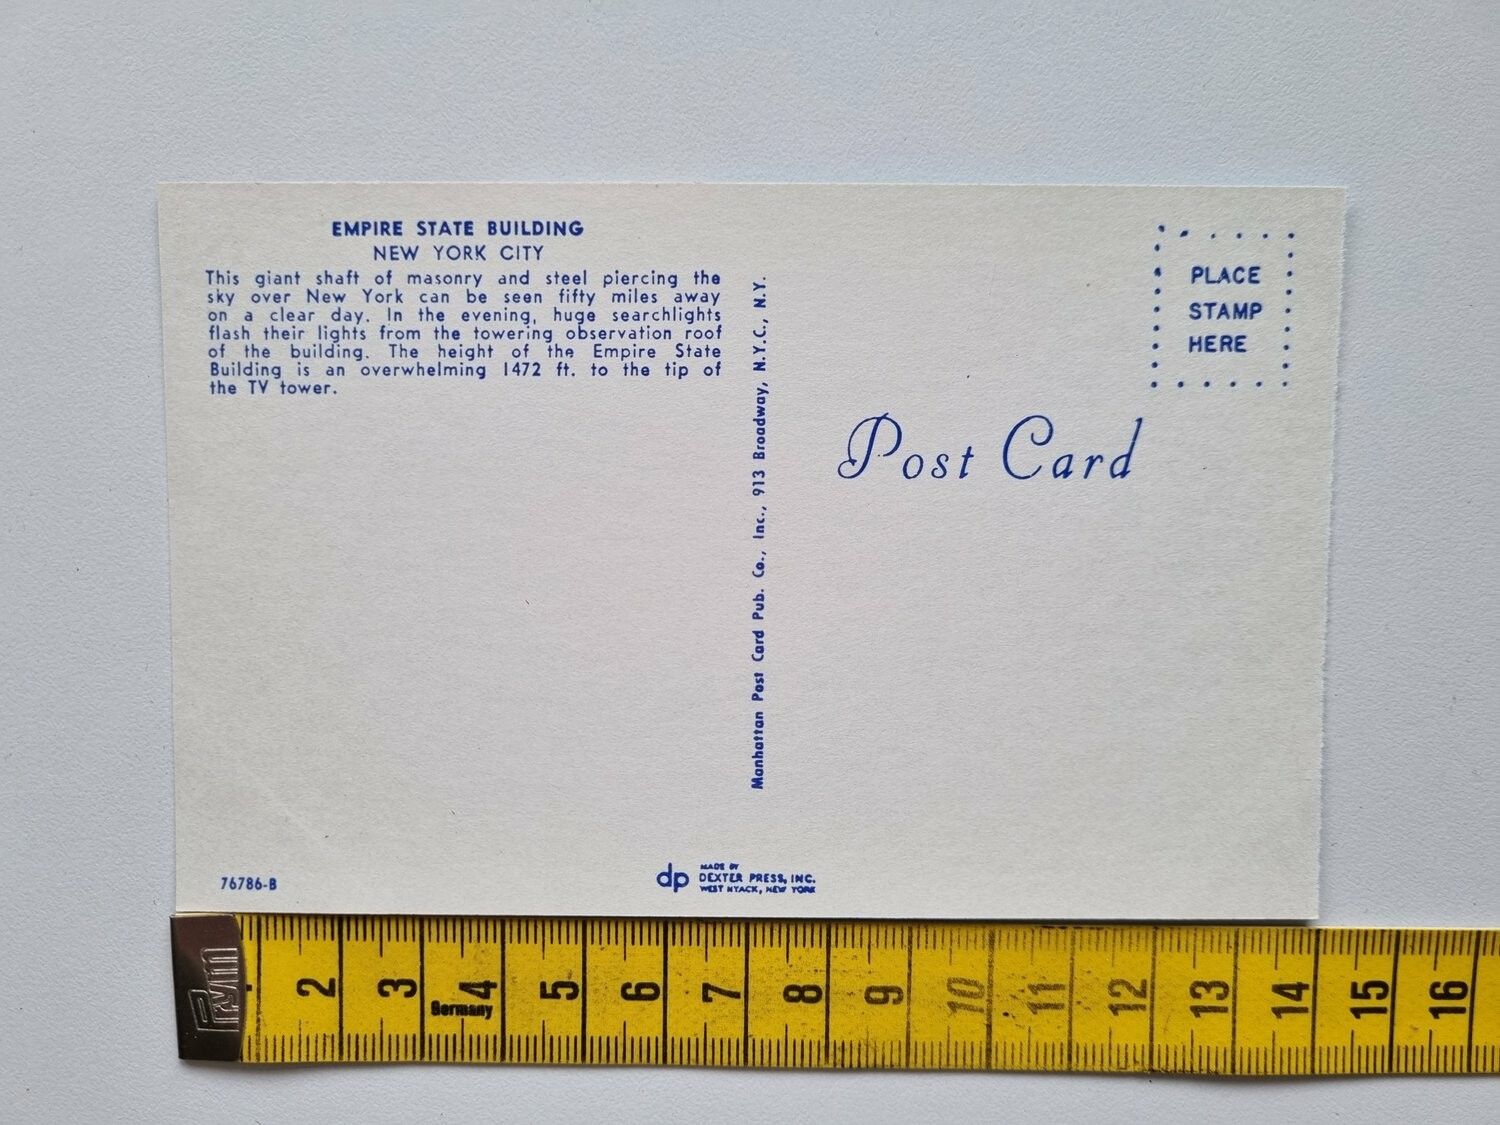 EMPIRE STATE BUILDING
NEW YORK CITY
This giant shaft of masonry and steel piercing the
sky over New York can be seen fifty miles away
on a clear day. In the evening, huge searchlights
flash their lights from the towering observation roof
of the building. The height of the Empire State
Building is an overwhelming 1472 ft. to the tip of
the TV tower.
Manhattan Post Card Pub. Co., Inc., 913 Broadway, N.Y.C., N.Y.
PLACE
STAMP
HERE
Post Card
76786-B
dp
MADE BY
DEXTER PRESS, INC.
WEST NYACK, NEW YORK
2 3 4 5 6 7 8 9 10 11 12 13 14 15 16
Germany